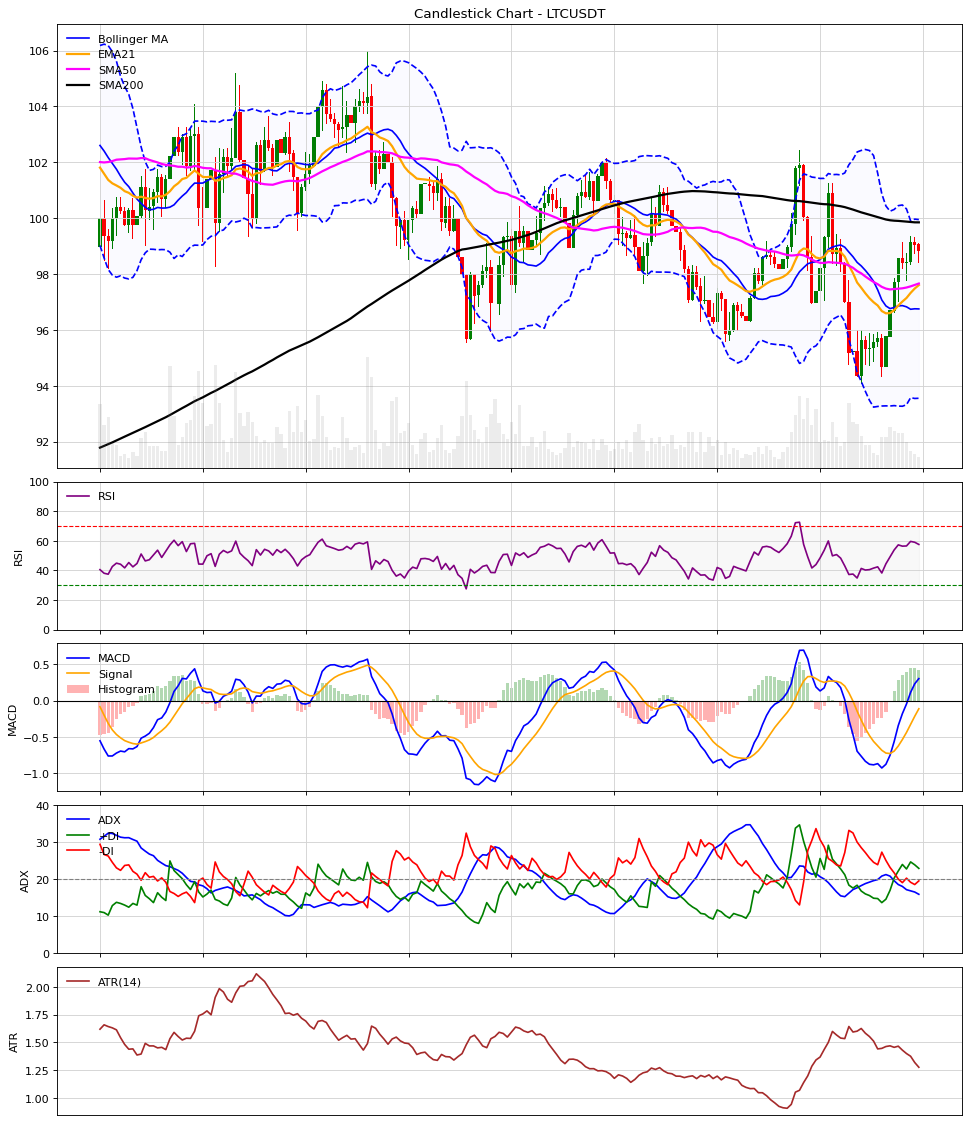 Candlestick Chart - LTCUSDT
Bollinger MA
EMA21
SMA50
SMA200
106
104
102
100
98
96
94
92
RSI
RSI
100
80
60
40
20
0
MACD
Signal
Histogram
MACD
0.5
0.0
−0.5
−1.0
ADX
+DI
-DI
ADX
40
30
20
10
0
ATR(14)
ATR
2.00
1.75
1.50
1.25
1.00